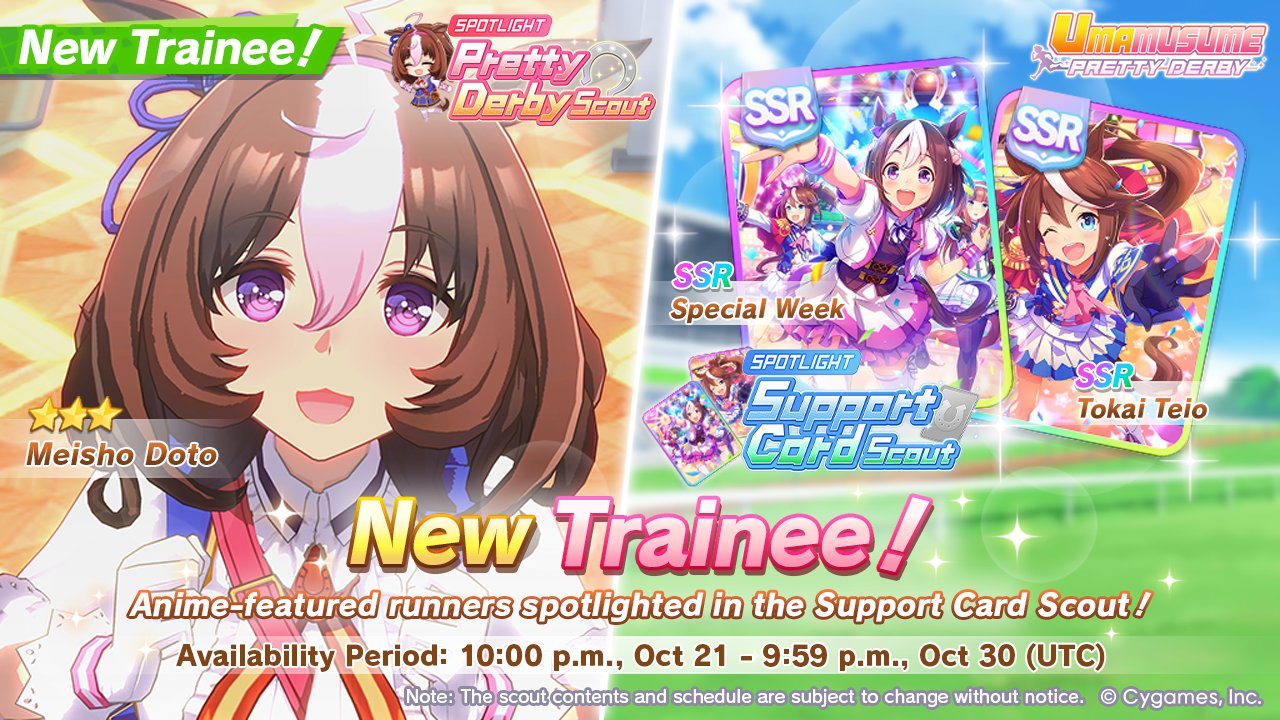 New Trainee!
SPOTLIGHT
Pretty
Derby Scout
UMAMUSUME
PRETTY DERBY
SSR
SSR
SSR
Special Week
SSR
Tokai Teio
SPOTLIGHT
Support
Card Scout
Meisho Doto
New Trainee!
Anime-featured runners spotlighted in the Support Card Scout!
Availability Period: 10:00 p.m., Oct 21 - 9:59 p.m., Oct 30 (UTC)
Note: The scout contents and schedule are subject to change without notice. © Cygames, Inc.